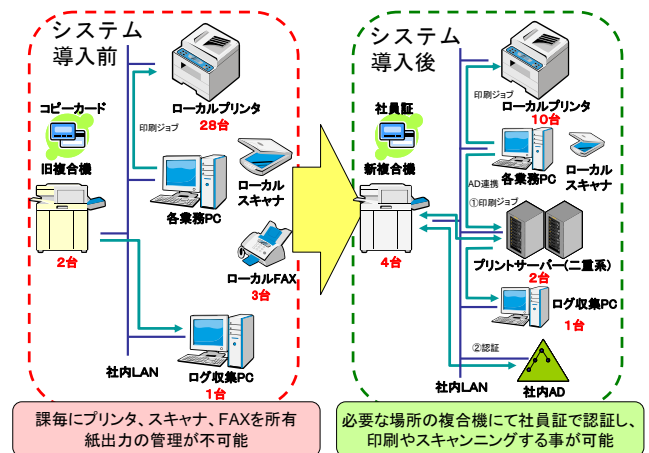 システム
導入前
コピーカード
旧複合機
2台
ローカルプリンタ
28台
印刷ジョブ
各業務PC
ローカル
スキャナ
ローカルFAX
3台
社内LAN
ログ収集PC
1台
課毎にプリンタ、スキャナ、FAXを所有
紙出力の管理が不可能
システム
導入後
社員証
新複合機
4台
ローカルプリンタ
10台
印刷ジョブ
各業務PC
ローカル
スキャナ
AD連携
①印刷ジョブ
プリントサーバー(二重系)
2台
ログ収集PC
1台
②認証
社内LAN
社内AD
必要な場所の複合機にて社員証で認証し、
印刷やスキャンニングする事が可能